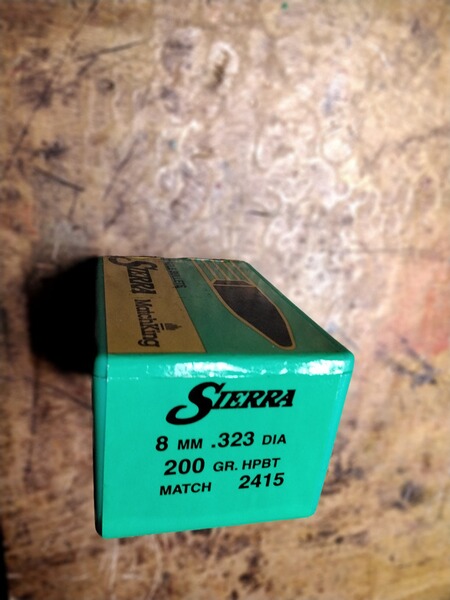 SIERRA
MatchKing
SIERRA
8 MM .323 DIA
200 GR. HPBT
MATCH 2415